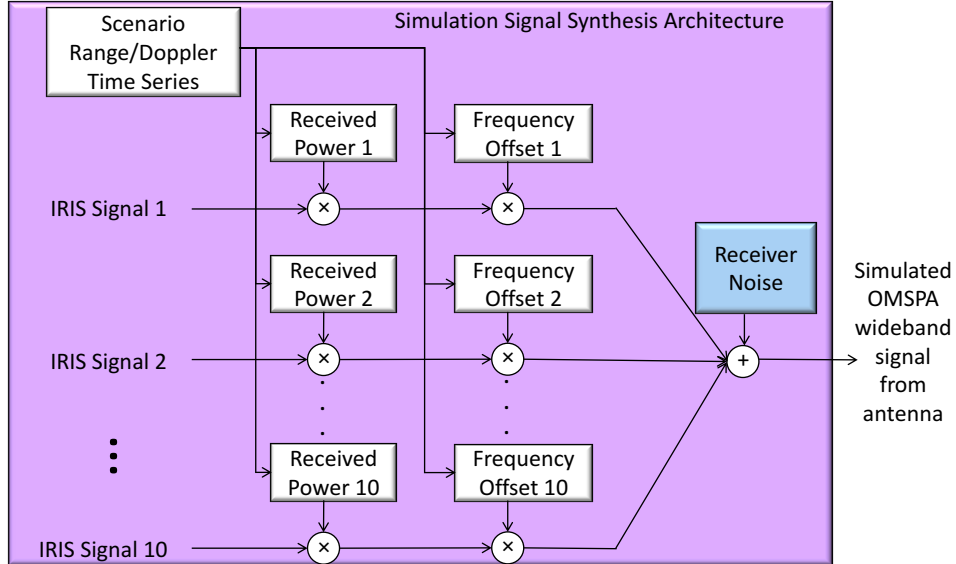 Simulation Signal Synthesis Architecture
Scenario
Range/Doppler
Time Series
Received
Power 1
Frequency
Offset 1
IRIS Signal 1
×
×
Receiver
Noise
Received
Power 2
Frequency
Offset 2
IRIS Signal 2
×
×
+
Simulated
OMSPA
wideband
signal
from
antenna
Received
Power 10
Frequency
Offset 10
IRIS Signal 10
×
×